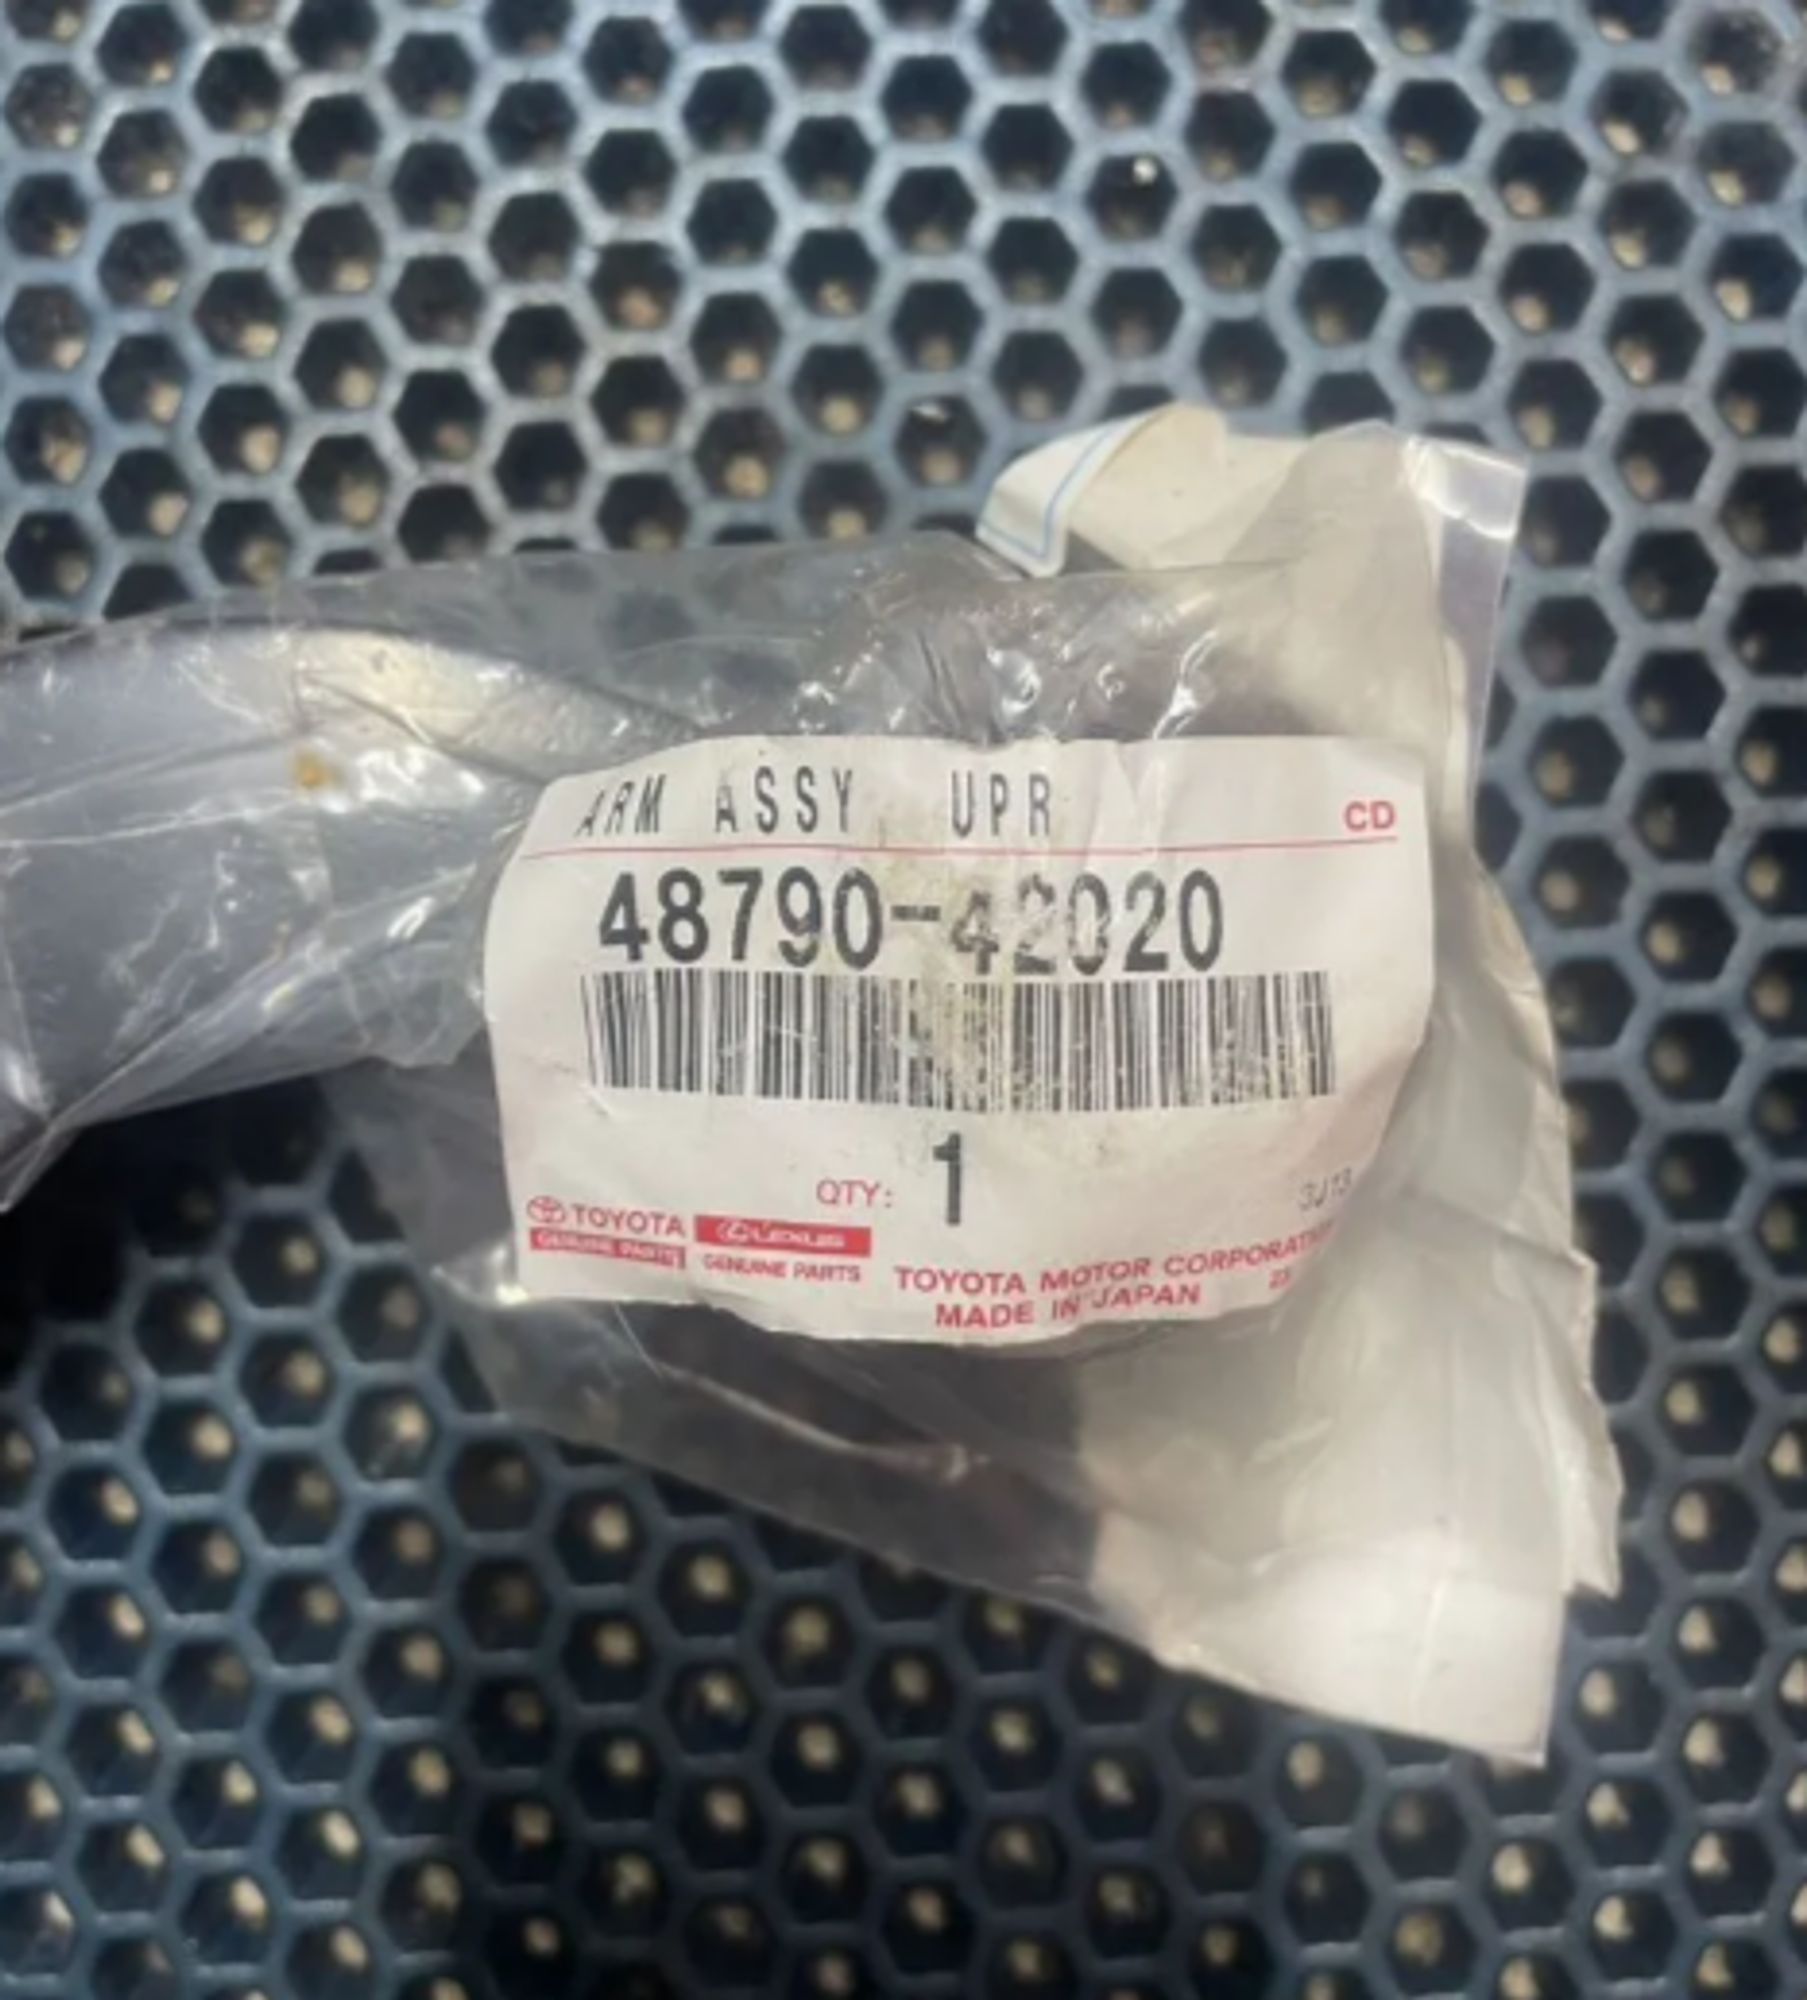 ARM ASSY UPR
CD
48790-42020
QTY: 1
TOYOTA
GENUINE PARTS
LEXUS
GENUINE PARTS
TOYOTA MOTOR
MADE IN JAPAN